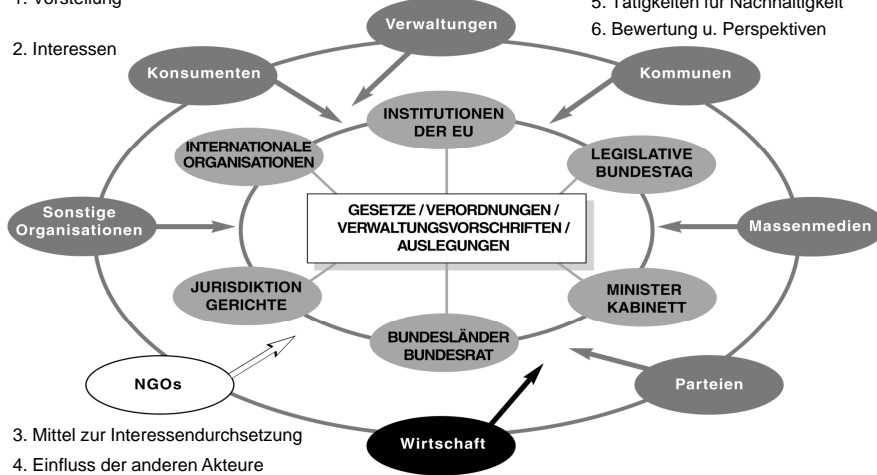 1. Vorstellung
5. Tätigkeiten für Nachhaltigkeit
6. Bewertung u. Perspektiven
2. Interessen
Verwaltungen
Konsumenten
Kommunen
INSTITUTIONEN
DER EU
INTERNATIONALE
ORGANISATIONEN
LEGISLATIVE
BUNDESTAG
Sonstige
Organisationen
GESETZE / VERORDNUNGEN /
VERWALTUNGSVORSCHRIFTEN /
AUSLEGUNGEN
Massenmedien
JURISDIKTION
GERICHTE
MINISTER
KABINETT
BUNDESLÄNDER
BUNDESRAT
NGOs
Parteien
Wirtschaft
3. Mittel zur Interessendurchsetzung
4. Einfluss der anderen Akteure